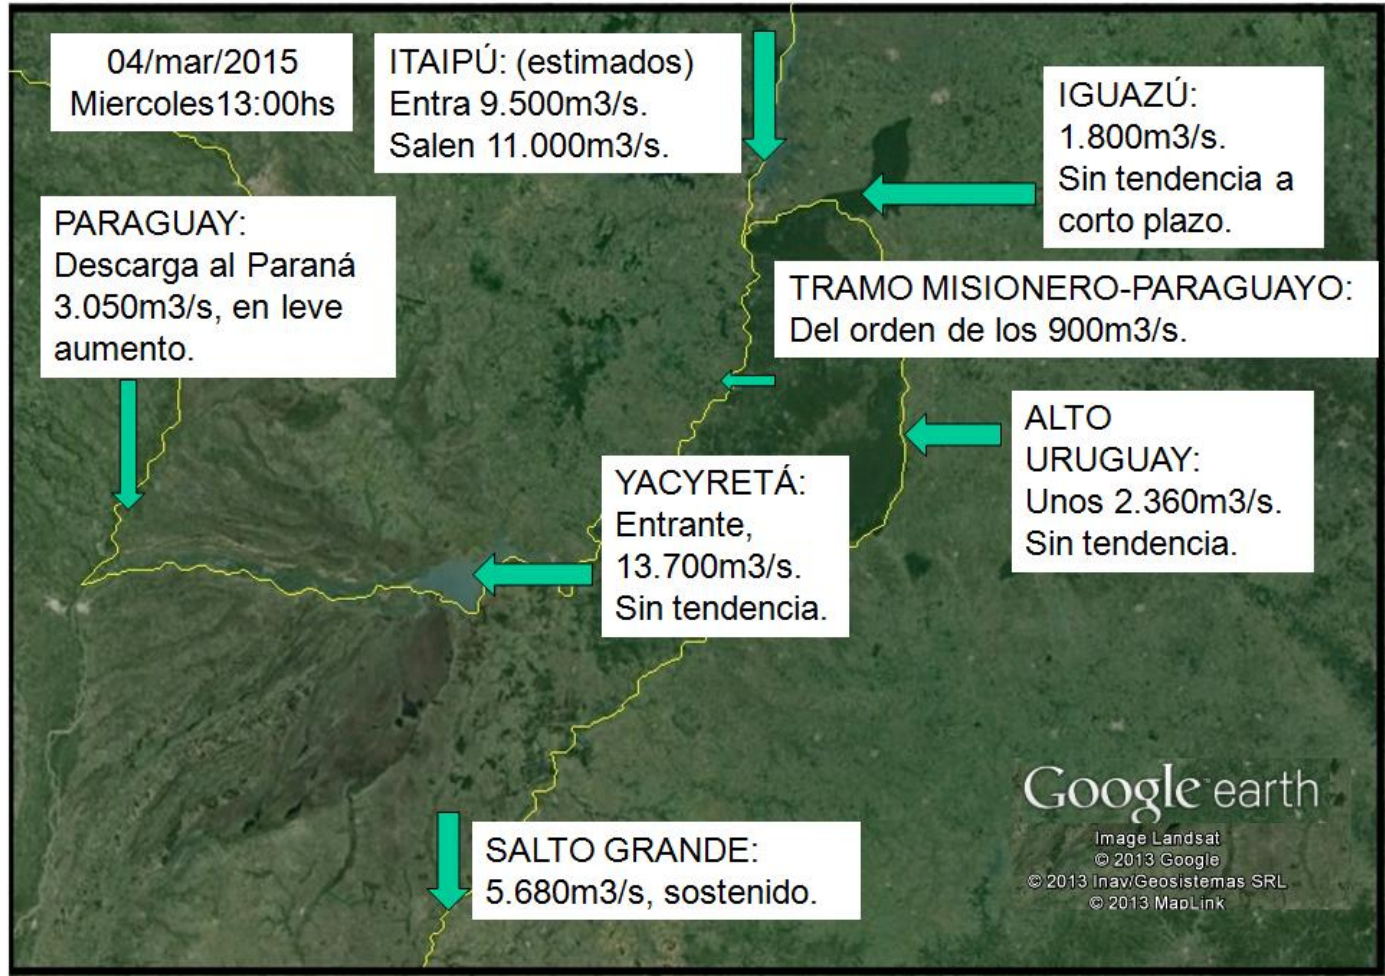 04/mar/2015
Miercoles13:00hs
ITAIPÚ: (estimados)
Entra 9.500m3/s.
Salen 11.000m3/s.
IGUAZÚ:
1.800m3/s.
Sin tendencia a
corto plazo.
PARAGUAY:
Descarga al Paraná
3.050m3/s, en leve
aumento.
TRAMO MISIONERO-PARAGUAYO:
Del orden de los 900m3/s.
ALTO
URUGUAY:
Unos 2.360m3/s.
Sin tendencia.
YACYRETÁ:
Entrante,
13.700m3/s.
Sin tendencia.
SALTO GRANDE:
5.680m3/s, sostenido.
Google earth
Image Landsat
© 2013 Google
© 2013 Inav/Geosistemas SRL
© 2013 MapLink